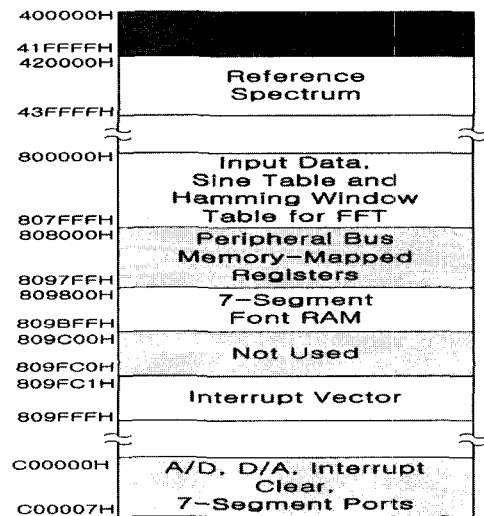 400000H
41FFFFH
420000H
Reference
Spectrum
43FFFFH
800000H
Input Data,
Sine Table and
Hamming Window
Table for FFT
807FFFH
808000H
Peripheral Bus
Memory-Mapped
Registers
8097FFH
809800H
7-Segment
Font RAM
809BFFH
809C00H
Not Used
809FC0H
809FC1H
Interrupt Vector
809FFFH
C00000H
A/D, D/A, Interrupt
Clear,
7-Segment Ports
C00007H